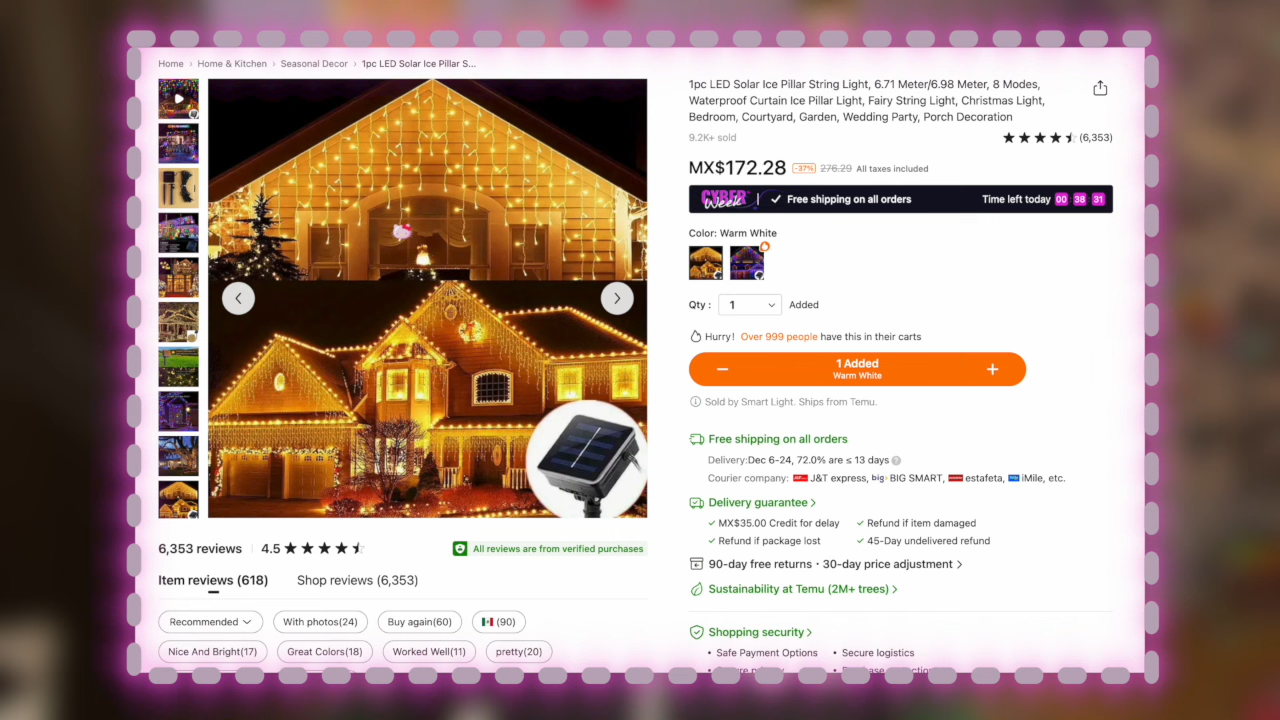 Home › Home & Kitchen › Seasonal Decor › 1pc LED Solar Ice Pillar S...
1pc LED Solar Ice Pillar String Light, 6.71 Meter/6.98 Meter, 8 Modes,
Waterproof Curtain Ice Pillar Light, Fairy String Light, Christmas Light,
Bedroom, Courtyard, Garden, Wedding Party, Porch Decoration
9.2K+ sold
(6,353)
MX$172.28 -37% 276.29 All taxes included
CYBER Week | ✓ Free shipping on all orders Time left today 00:38:31
Color: Warm White
Qty : 1 Added
Hurry! Over 999 people have this in their carts
− 1 Added +
Warm White
Sold by Smart Light. Ships from Temu.
Free shipping on all orders
Delivery: Dec 6-24, 72.0% are ≤ 13 days
Courier company: J&T express, big· BIG SMART, estafeta, iMile, etc.
Delivery guarantee >
✓ MX$35.00 Credit for delay ✓ Refund if item damaged
✓ Refund if package lost ✓ 45-Day undelivered refund
90-day free returns · 30-day price adjustment >
Sustainability at Temu (2M+ trees) >
Shopping security >
• Safe Payment Options • Secure logistics
6,353 reviews | 4.5 All reviews are from verified purchases
Item reviews (618) Shop reviews (6,353)
Recommended With photos(24) Buy again(60) (90)
Nice And Bright(17) Great Colors(18) Worked Well(11) pretty(20)